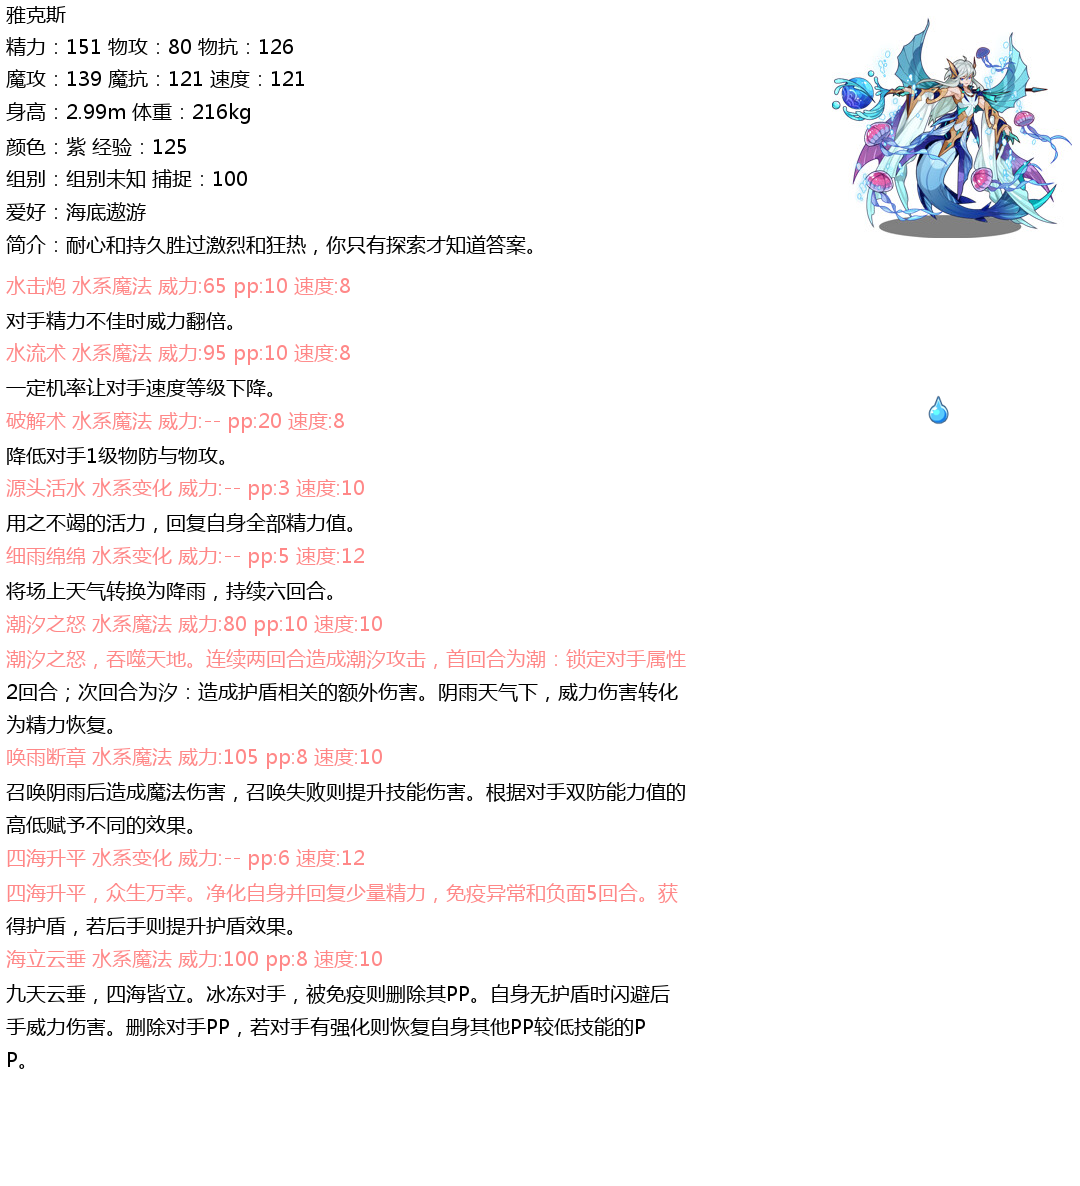 雅克斯
精力：151 物攻：80 物抗：126
魔攻：139 魔抗：121 速度：121
身高：2.99m 体重：216kg
颜色：紫 经验：125
组别：组别未知 捕捉：100
爱好：海底遨游
简介：耐心和持久胜过激烈和狂热，你只有探索才知道答案。
水击炮 水系魔法 威力:65 pp:10 速度:8
对手精力不佳时威力翻倍。
水流术 水系魔法 威力:95 pp:10 速度:8
一定机率让对手速度等级下降。
破解术 水系魔法 威力:-- pp:20 速度:8
降低对手1级物防与物攻。
源头活水 水系变化 威力:-- pp:3 速度:10
用之不竭的活力，回复自身全部精力值。
细雨绵绵 水系变化 威力:-- pp:5 速度:12
将场上天气转换为降雨，持续六回合。
潮汐之怒 水系魔法 威力:80 pp:10 速度:10
潮汐之怒，吞噬天地。连续两回合造成潮汐攻击，首回合为潮：锁定对手属性
2回合；次回合为汐：造成护盾相关的额外伤害。阴雨天气下，威力伤害转化
为精力恢复。
唤雨断章 水系魔法 威力:105 pp:8 速度:10
召唤阴雨后造成魔法伤害，召唤失败则提升技能伤害。根据对手双防能力值的
高低赋予不同的效果。
四海升平 水系变化 威力:-- pp:6 速度:12
四海升平，众生万幸。净化自身并回复少量精力，免疫异常和负面5回合。获
得护盾，若后手则提升护盾效果。
海立云垂 水系魔法 威力:100 pp:8 速度:10
九天云垂，四海皆立。冰冻对手，被免疫则删除其PP。自身无护盾时闪避后
手威力伤害。删除对手PP，若对手有强化则恢复自身其他PP较低技能的P
P。